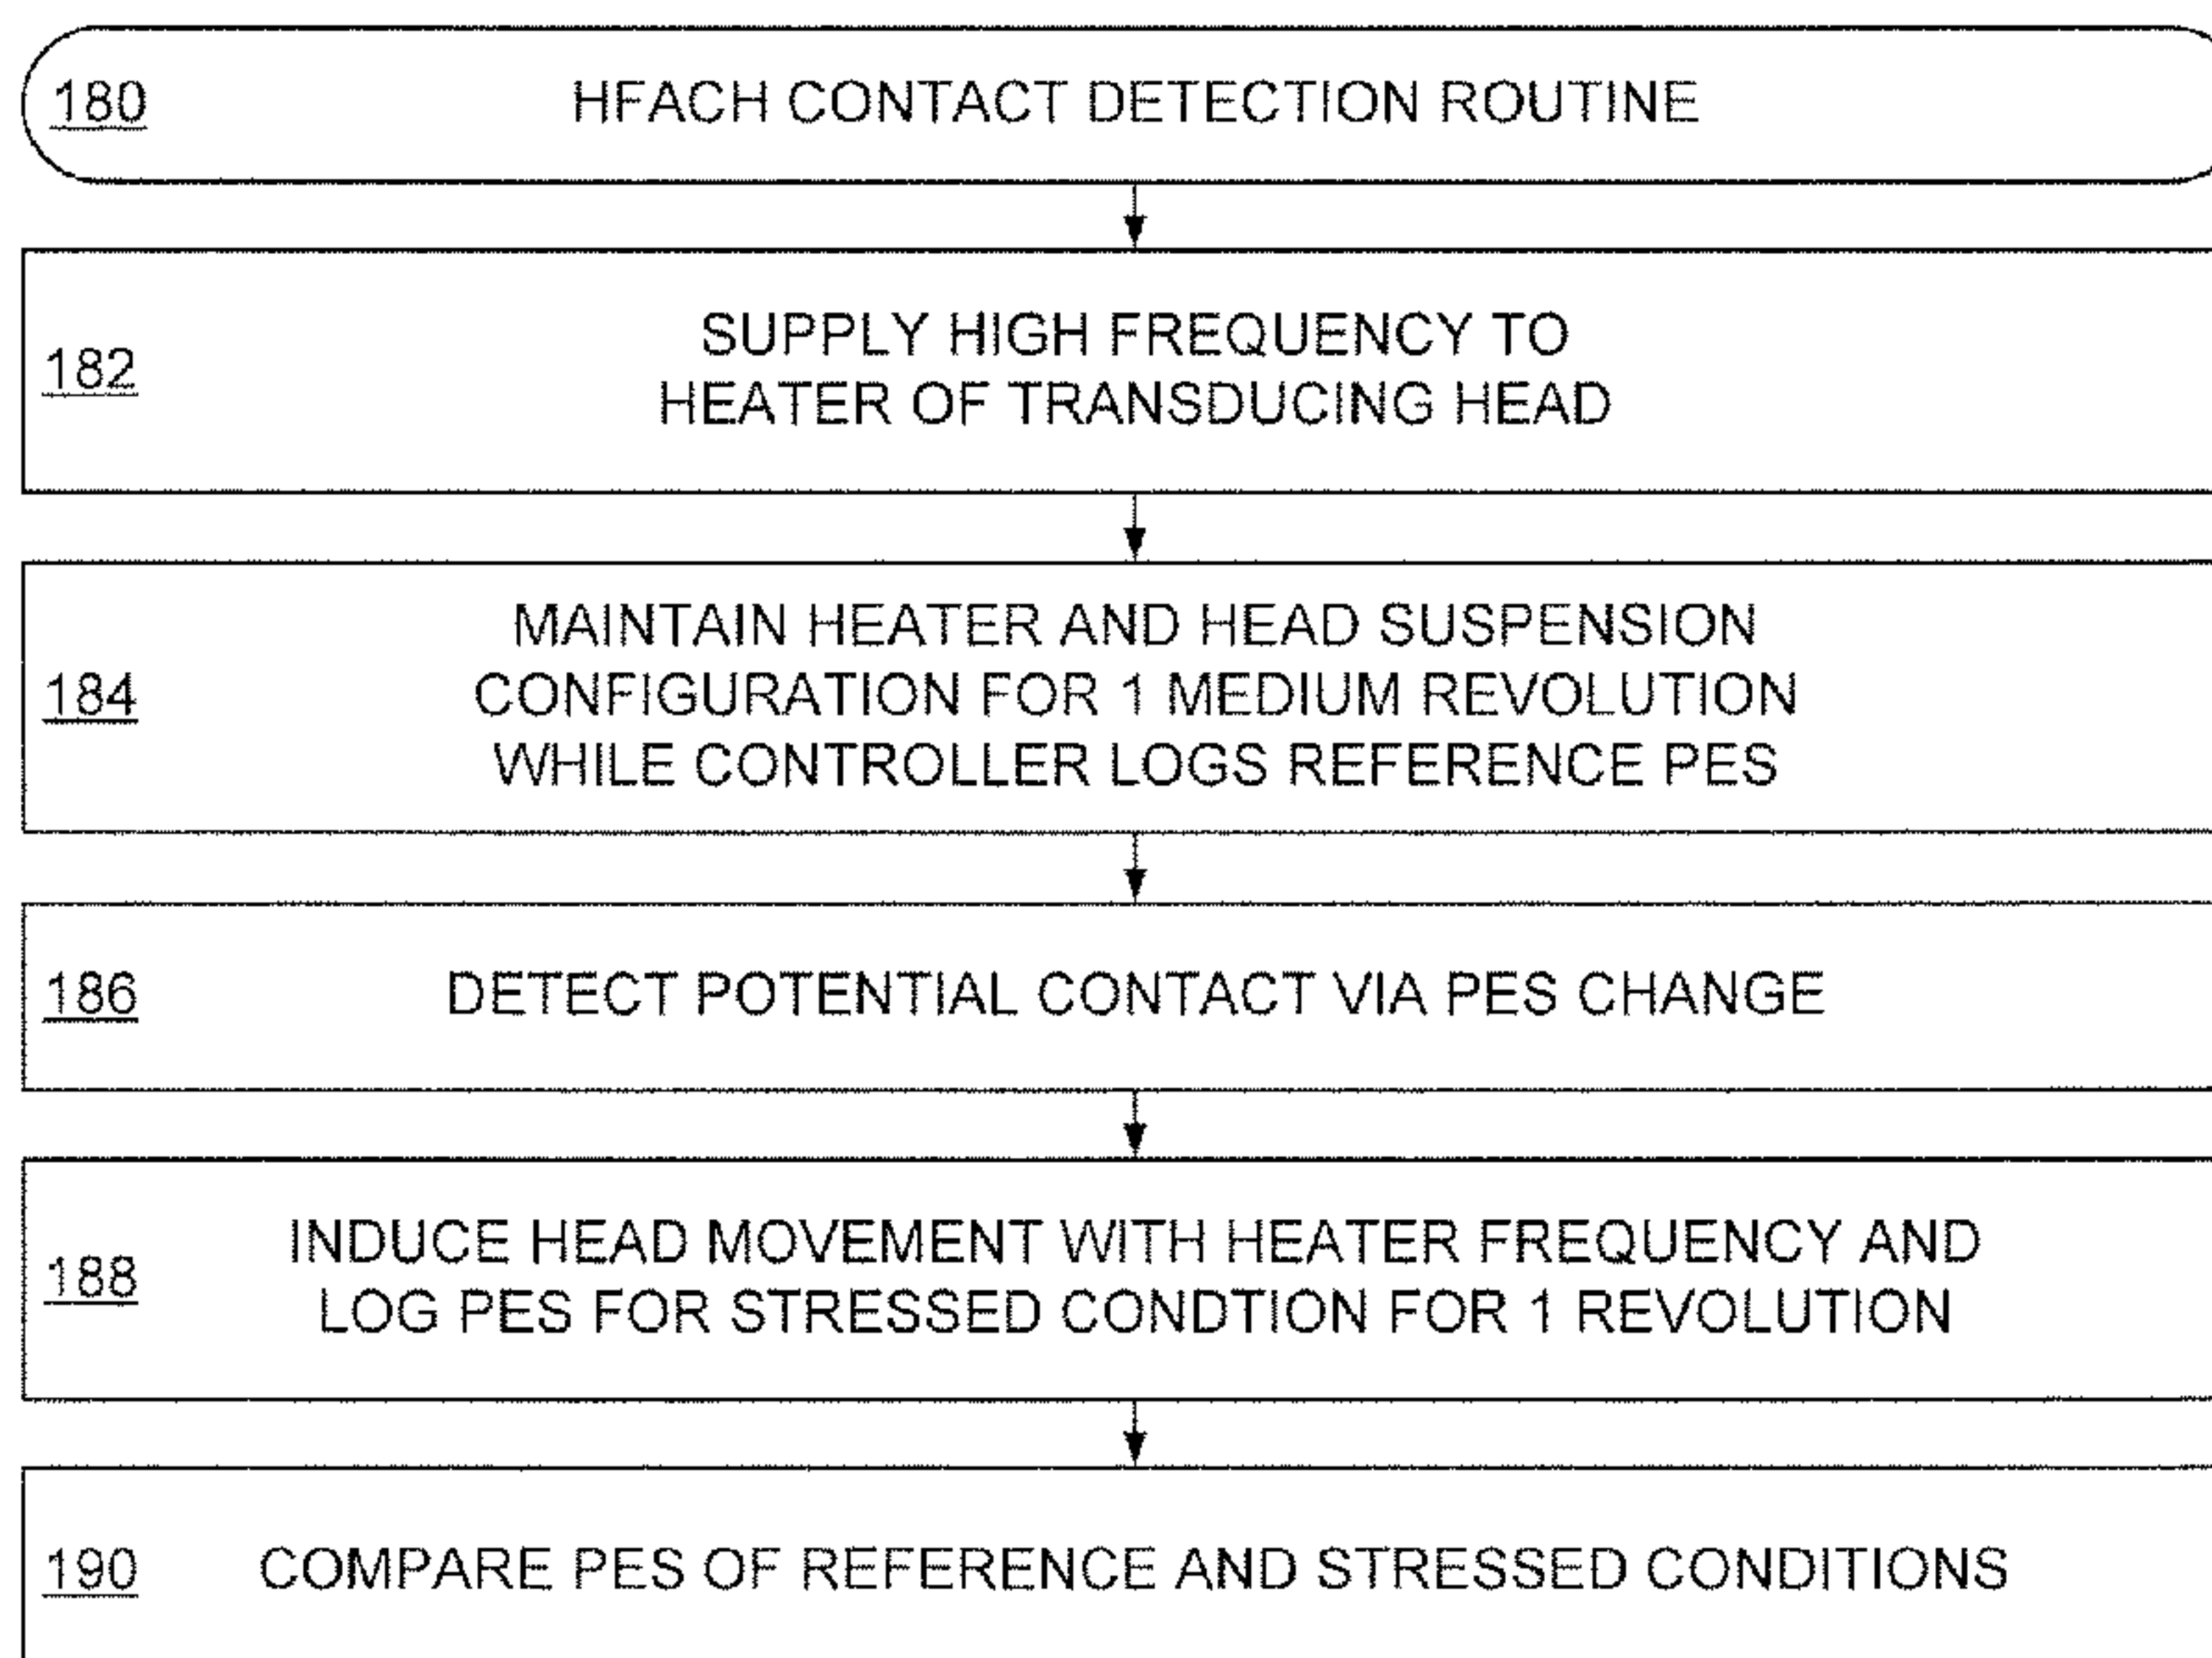 180 HFACH CONTACT DETECTION ROUTINE
SUPPLY HIGH FREQUENCY TO
182
HEATER OF TRANSDUCING HEAD
MAINTAIN HEATER AND HEAD SUSPENSION
184 CONFIGURATION FOR 1 MEDIUM REVOLUTION
WHILE CONTROLLER LOGS REFERENCE PES
186 DETECT POTENTIAL CONTACT VIA PES CHANGE
INDUCE HEAD MOVEMENT WITH HEATER FREQUENCY AND
188
LOG PES FOR STRESSED CONDTION FOR 1 REVOLUTION
190 COMPARE PES OF REFERENCE AND STRESSED CONDITIONS